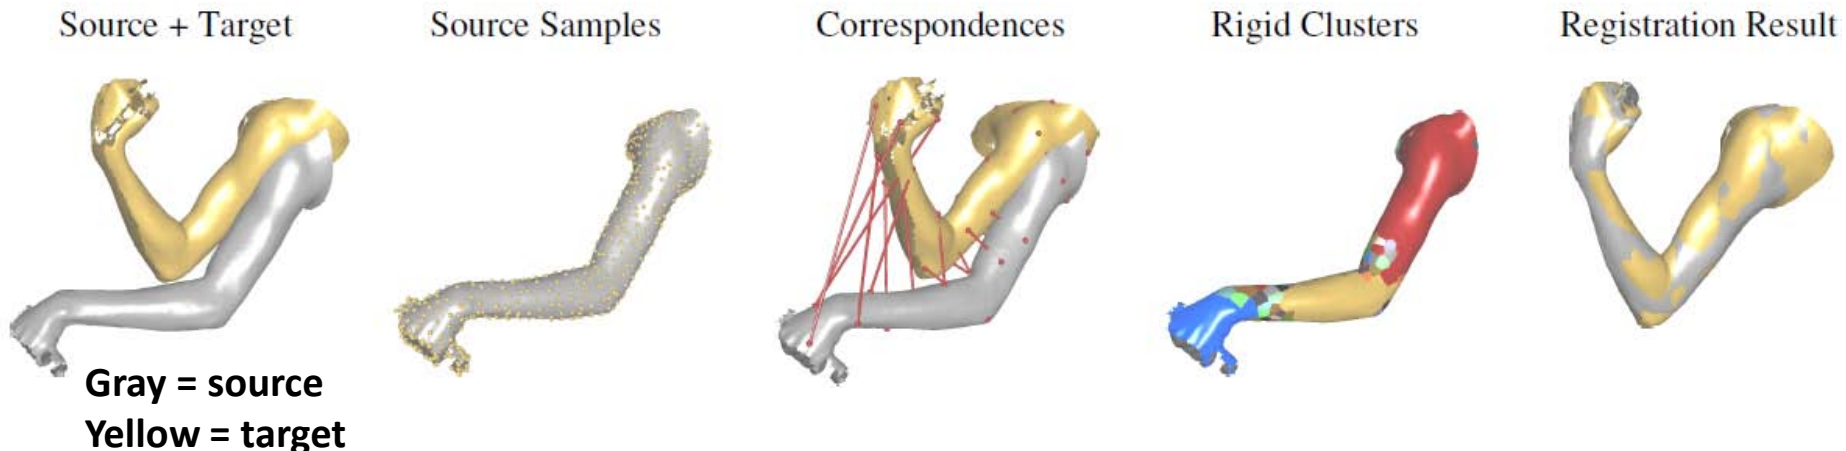 Source + Target
Source Samples
Correspondences
Rigid Clusters
Registration Result
Gray = source
Yellow = target